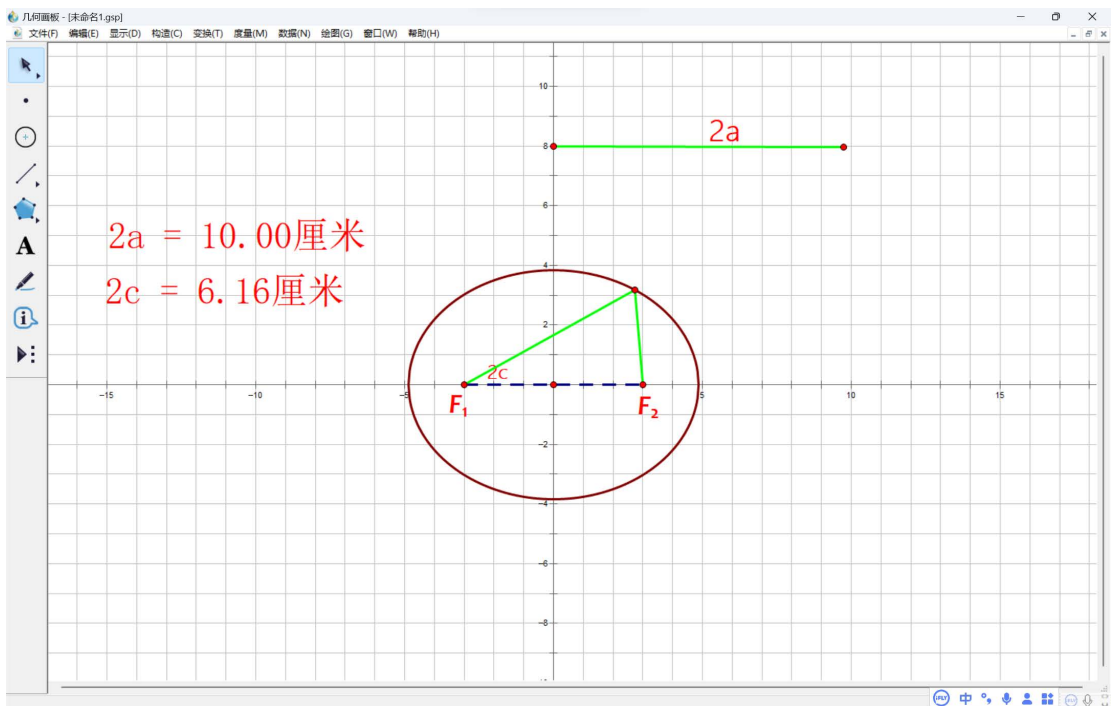 几何画板 - [未命名1.gsp]
文件(F) 编辑(E) 显示(D) 构造(C) 变换(T) 度量(M) 数据(N) 绘图(G) 窗口(W) 帮助(H)
A
10
2a
8
6
2a = 10.00厘米
4
2c = 6.16厘米
2
2c
-15
-10
-5
5
10
15
F₁
F₂
-2
-4
-6
-8
iFLY 中